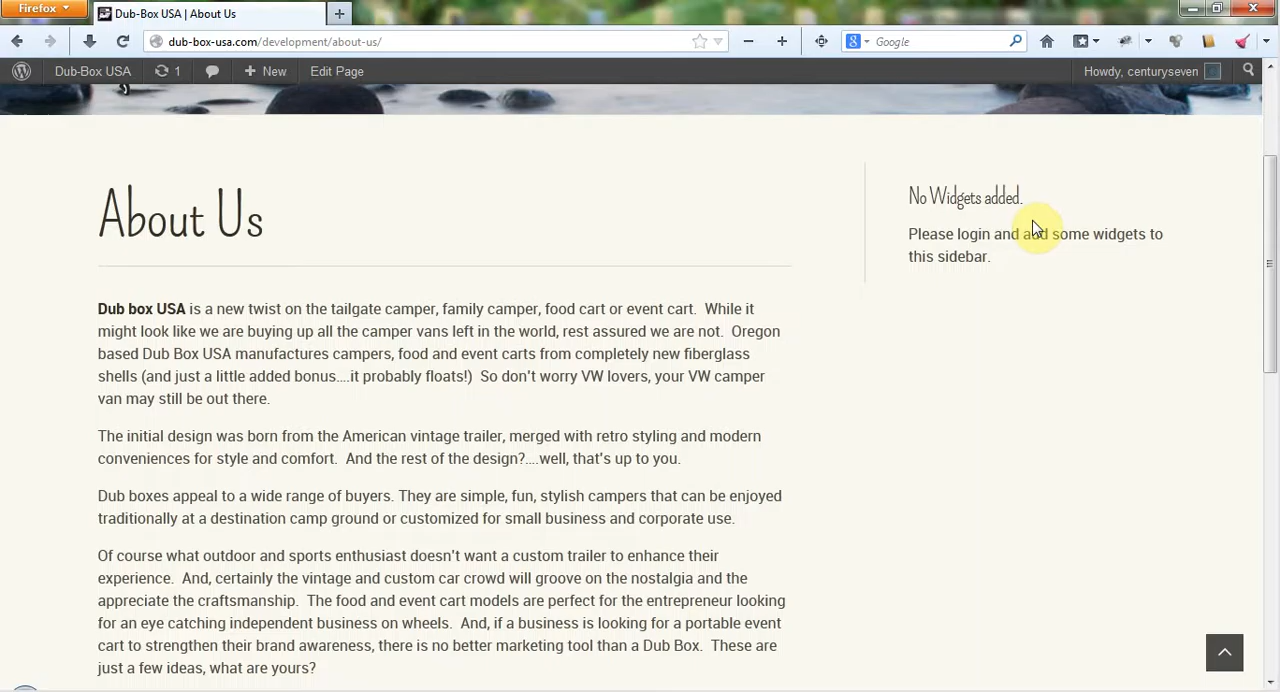 Firefox
Dub-Box USA | About Us
dub-box-usa.com/development/about-us/
Google
Dub-Box USA
1
New
Edit Page
Howdy, centuryseven
About Us
Dub box USA is a new twist on the tailgate camper, family camper, food cart or event cart.  While it
might look like we are buying up all the camper vans left in the world, rest assured we are not.  Oregon
based Dub Box USA manufactures campers, food and event carts from completely new fiberglass
shells (and just a little added bonus....it probably floats!)  So don't worry VW lovers, your VW camper
van may still be out there.
The initial design was born from the American vintage trailer, merged with retro styling and modern
conveniences for style and comfort.  And the rest of the design?....well, that's up to you.
Dub boxes appeal to a wide range of buyers. They are simple, fun, stylish campers that can be enjoyed
traditionally at a destination camp ground or customized for small business and corporate use.
Of course what outdoor and sports enthusiast doesn't want a custom trailer to enhance their
experience.  And, certainly the vintage and custom car crowd will groove on the nostalgia and the
appreciate the craftsmanship.  The food and event cart models are perfect for the entrepreneur looking
for an eye catching independent business on wheels.  And, if a business is looking for a portable event
cart to strengthen their brand awareness, there is no better marketing tool than a Dub Box.  These are
just a few ideas, what are yours?
No Widgets added.
Please login and add some widgets to
this sidebar.